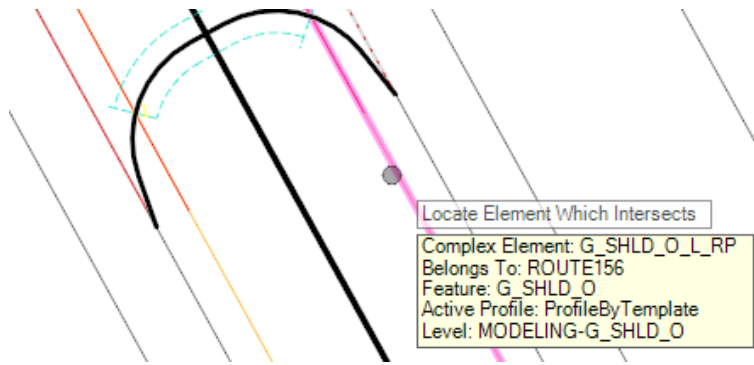 Locate Element Which Intersects
Complex Element: G_SHLD_O_L_RP
Belongs To: ROUTE156
Feature: G_SHLD_O
Active Profile: ProfileByTemplate
Level: MODELING-G_SHLD_O